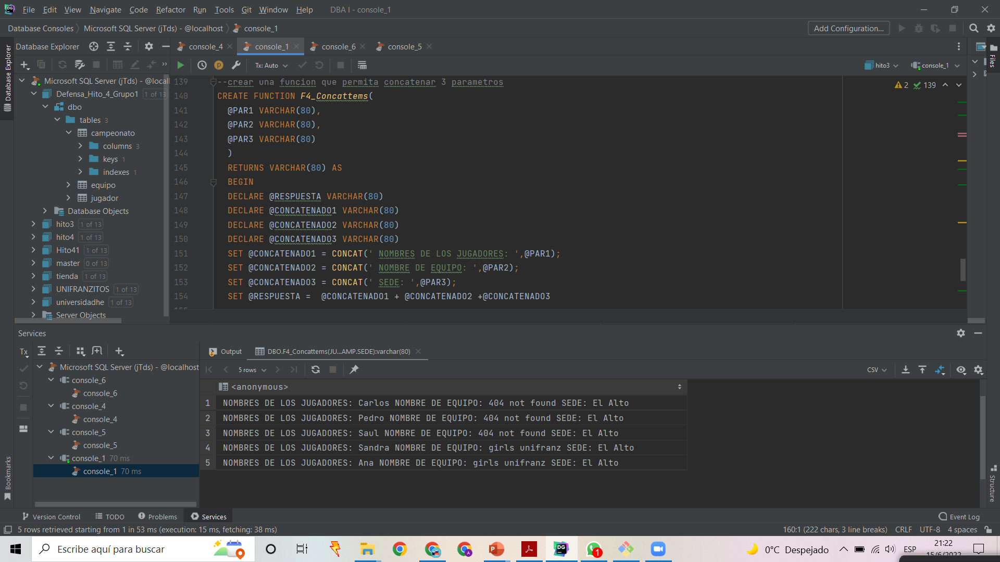 File Edit View Navigate Code Refactor Run Tools Git Window Help DBA I - console_1
Database Consoles Microsoft SQL Server (jTds) - @localhost console_1 Add Configuration...
Database Explorer console_4 console_1 console_6 console_5
Tx: Auto hito3 console_1
Database Explorer
Files
Microsoft SQL Server (jTds) - @local
Defensa_Hito_4_Grupo1 1 of 13
dbo
tables 3
campeonato
columns 3
keys 1
indexes 1
equipo
jugador
Database Objects
hito3 1 of 13
hito4 1 of 13
Hito41 1 of 13
master 0 of 13
tienda 1 of 13
UNIFRANZITOS 1 of 13
universidadhe 1 of 13
Server Objects
2 139
139 --crear una funcion que permita concatenar 3 parametros
140 CREATE FUNCTION F4_Concattems(
141 @PAR1 VARCHAR(80),
142 @PAR2 VARCHAR(80),
143 @PAR3 VARCHAR(80)
144 )
145 RETURNS VARCHAR(80) AS
146 BEGIN
147 DECLARE @RESPUESTA VARCHAR(80)
148 DECLARE @CONCATENADO1 VARCHAR(80)
149 DECLARE @CONCATENADO2 VARCHAR(80)
150 DECLARE @CONCATENADO3 VARCHAR(80)
151 SET @CONCATENADO1 = CONCAT(' NOMBRES DE LOS JUGADORES: ',@PAR1);
152 SET @CONCATENADO2 = CONCAT(' NOMBRE DE EQUIPO: ',@PAR2);
153 SET @CONCATENADO3 = CONCAT(' SEDE: ',@PAR3);
154 SET @RESPUESTA =  @CONCATENADO1 + @CONCATENADO2 +@CONCATENADO3
Services
Tx
Microsoft SQL Server (jTds) - @localhost
console_6
console_6
console_4
console_4
console_5
console_5
console_1 70 ms
console_1 70 ms
Output DBO.F4_Concattems(JU...AMP.SEDE):varchar(80)
5 rows CSV
<anonymous>
1 NOMBRES DE LOS JUGADORES: Carlos NOMBRE DE EQUIPO: 404 not found SEDE: El Alto
2 NOMBRES DE LOS JUGADORES: Pedro NOMBRE DE EQUIPO: 404 not found SEDE: El Alto
3 NOMBRES DE LOS JUGADORES: Saul NOMBRE DE EQUIPO: 404 not found SEDE: El Alto
4 NOMBRES DE LOS JUGADORES: Sandra NOMBRE DE EQUIPO: girls unifranz SEDE: El Alto
5 NOMBRES DE LOS JUGADORES: Ana NOMBRE DE EQUIPO: girls unifranz SEDE: El Alto
Bookmarks
Structure
Version Control TODO Problems Services Event Log
5 rows retrieved starting from 1 in 53 ms (execution: 15 ms, fetching: 38 ms) 160:1 (222 chars, 3 line breaks) CRLF UTF-8 4 spaces
Escribe aquí para buscar 0°C Despejado ESP 21:22
15/6/2022